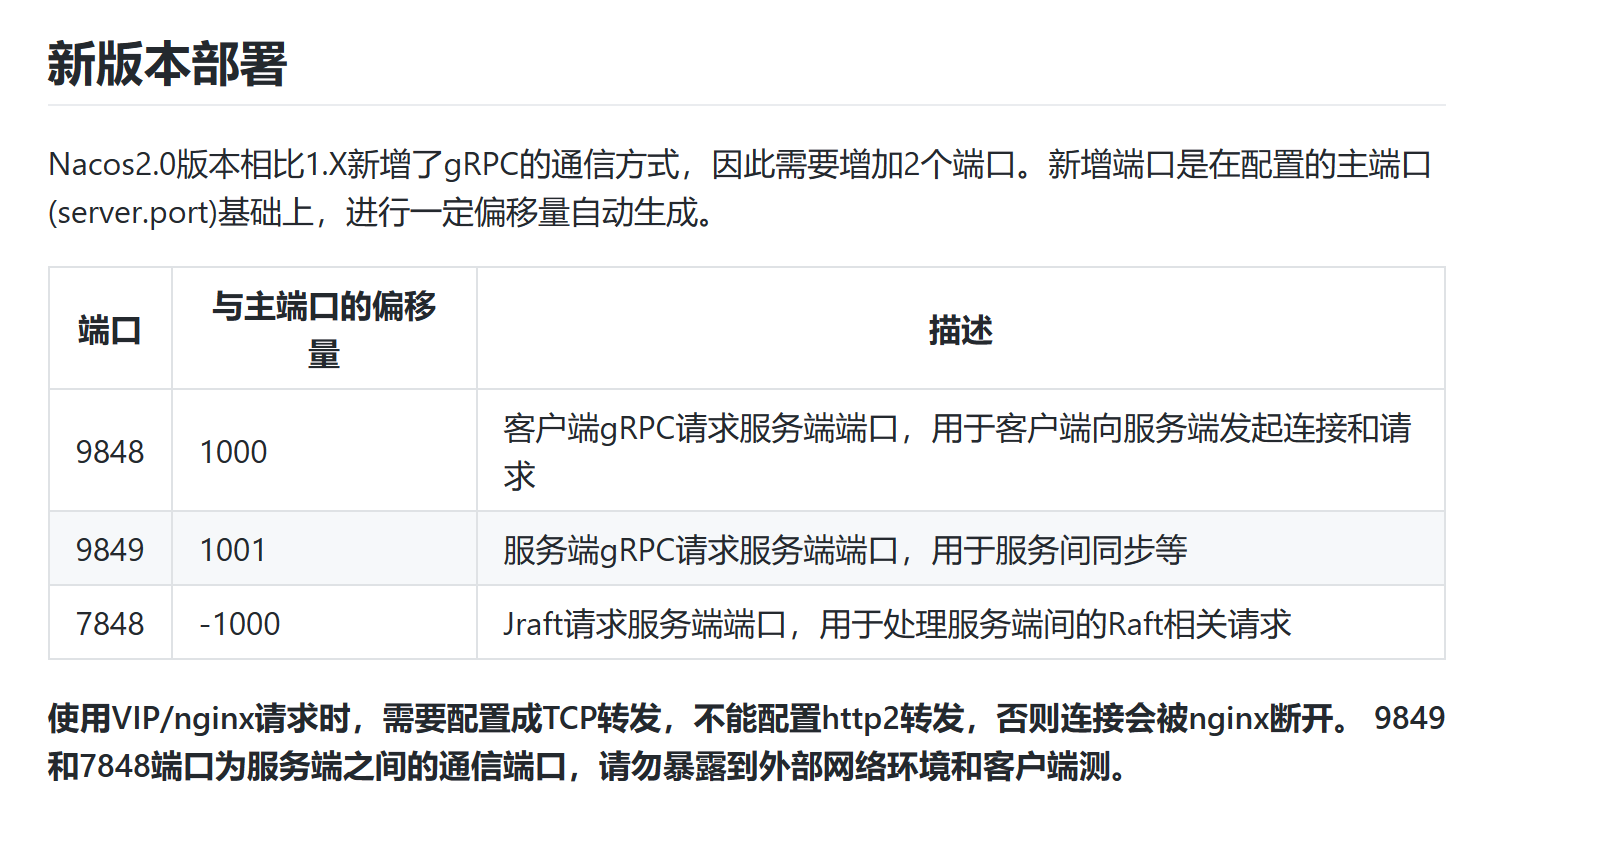 新版本部署
Nacos2.0版本相比1.X新增了gRPC的通信方式，因此需要增加2个端口。新增端口是在配置的主端口
(server.port)基础上，进行一定偏移量自动生成。
端口
与主端口的偏移
量
描述
9848
1000
客户端gRPC请求服务端端口，用于客户端向服务端发起连接和请
求
9849
1001
服务端gRPC请求服务端端口，用于服务间同步等
7848
-1000
Jraft请求服务端端口，用于处理服务端间的Raft相关请求
使用VIP/nginx请求时，需要配置成TCP转发，不能配置http2转发，否则连接会被nginx断开。 9849
和7848端口为服务端之间的通信端口，请勿暴露到外部网络环境和客户端测。